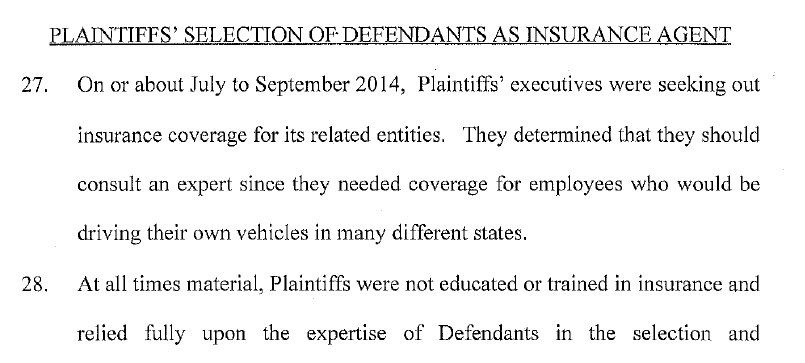 PLAINTIFFS' SELECTION OF DEFENDANTS AS INSURANCE AGENT
27. On or about July to September 2014, Plaintiffs' executives were seeking out
insurance coverage for its related entities. They determined that they should
consult an expert since they needed coverage for employees who would be
driving their own vehicles in many different states.
28. At all times material, Plaintiffs were not educated or trained in insurance and
relied fully upon the expertise of Defendants in the selection and